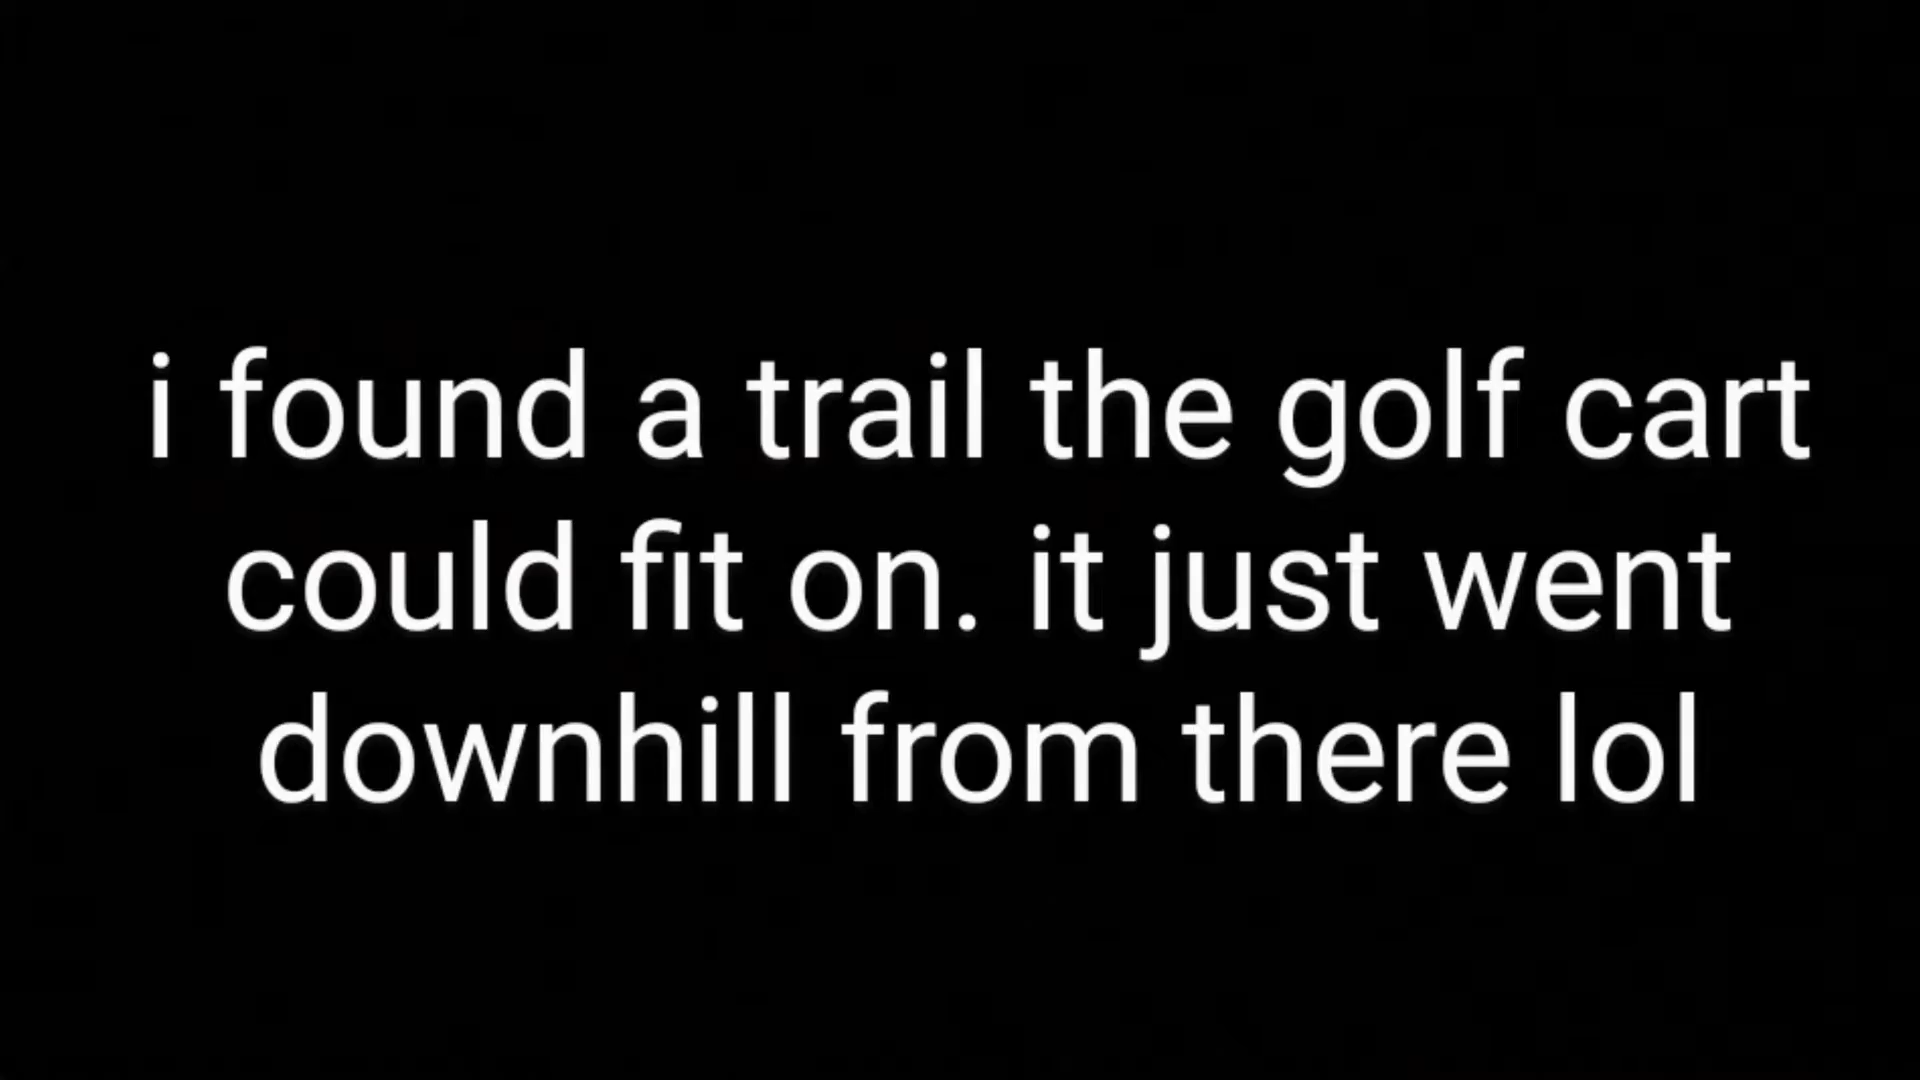 i found a trail the golf cart
could fit on. it just went
downhill from there lol